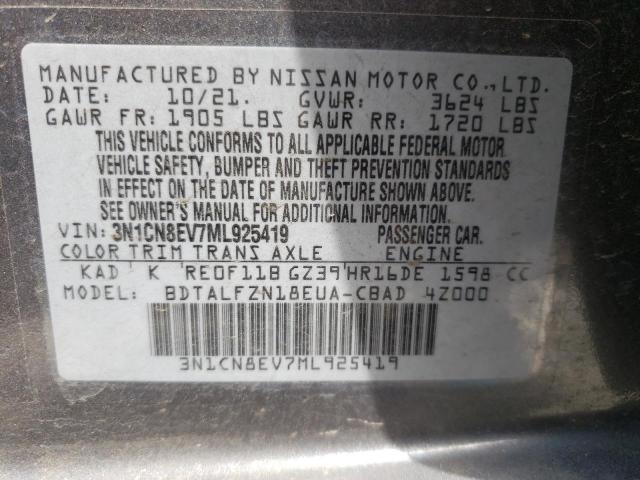 MANUFACTURED BY NISSAN MOTOR CO., LTD.
DATE: 10/21. GVWR: 3624 LBS
GAWR FR: 1905 LBS GAWR RR: 1720 LBS
THIS VEHICLE CONFORMS TO ALL APPLICABLE FEDERAL MOTOR
VEHICLE SAFETY, BUMPER AND THEFT PREVENTION STANDARDS
IN EFFECT ON THE DATE OF MANUFACTURE SHOWN ABOVE.
SEE OWNER'S MANUAL FOR ADDITIONAL INFORMATION.
VIN: 3N1CN8EV7ML925419 PASSENGER CAR.
COLOR TRIM TRANS AXLE ENGINE
KAD K RE0F11B GZ39 HR16DE 1598 CC
MODEL: BDTALFZN18EUA-CBAD 4Z000
3N1CN8EV7ML925419